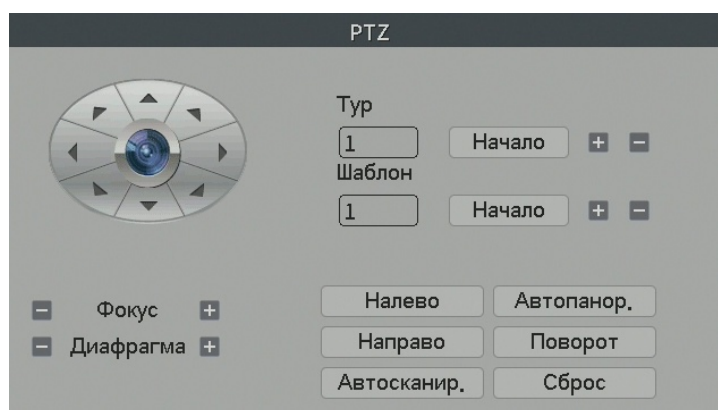 PTZ
Тур
1 Начало + -
Шаблон
1 Начало + -
- Фокус +
- Диафрагма +
Налево Автопанор.
Направо Поворот
Автосканир. Сброс